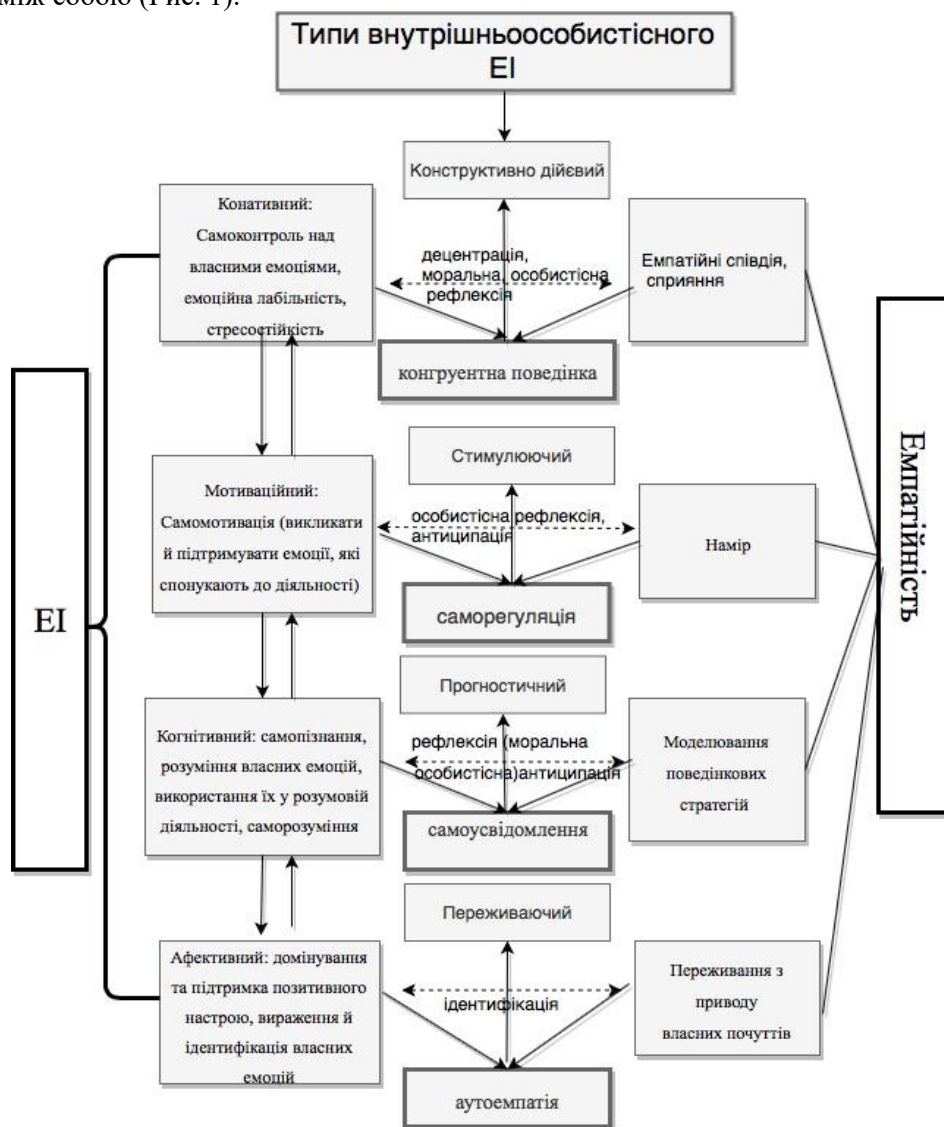 між собою (Рис. 1).
Типи внутрішньоособистісного
ЕІ
Конструктивно дієвий
Конативний:
Самоконтроль над
власними емоціями,
емоційна лабільність,
стресостійкість
децентрація,
моральна, особистісна
рефлексія
Емпатійні співдія,
сприяння
конгруентна поведінка
Стимулюючий
Мотиваційний:
Самомотивація (викликати
й підтримувати емоції, які
спонукають до діяльності)
особистісна рефлексія,
антиципація
Намір
саморегуляція
Прогностичний
Когнітивний: самопізнання,
розуміння власних емоцій,
використання їх у розумовій
діяльності, саморозуміння
рефлексія (моральна
особистісна)антиципація
Моделювання
поведінкових
стратегій
самоусвідомлення
Переживаючий
Афективний: домінування
та підтримка позитивного
настрою, вираження й
ідентифікація власних
емоцій
ідентифікація
Переживання з
приводу
власних почуттів
аутоемпатія
ЕІ
Емпатійність